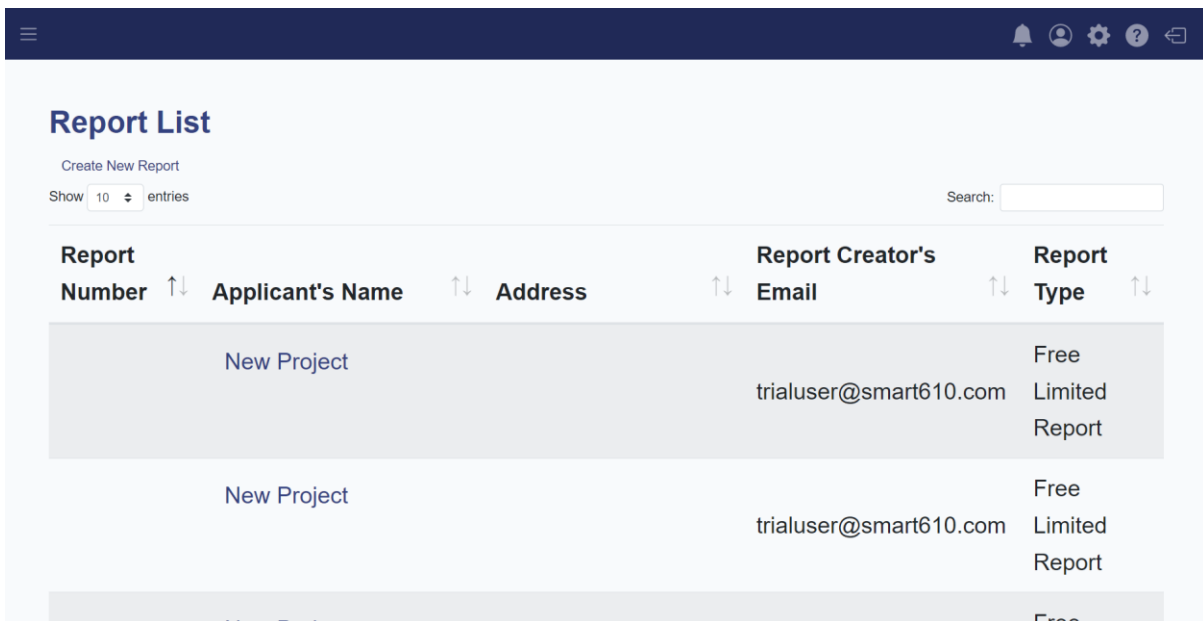 Report List
Create New Report
Show 10 entries
Search:
Report Number
Applicant's Name
Address
Report Creator's Email
Report Type
New Project
trialuser@smart610.com
Free
Limited
Report
New Project
trialuser@smart610.com
Free
Limited
Report